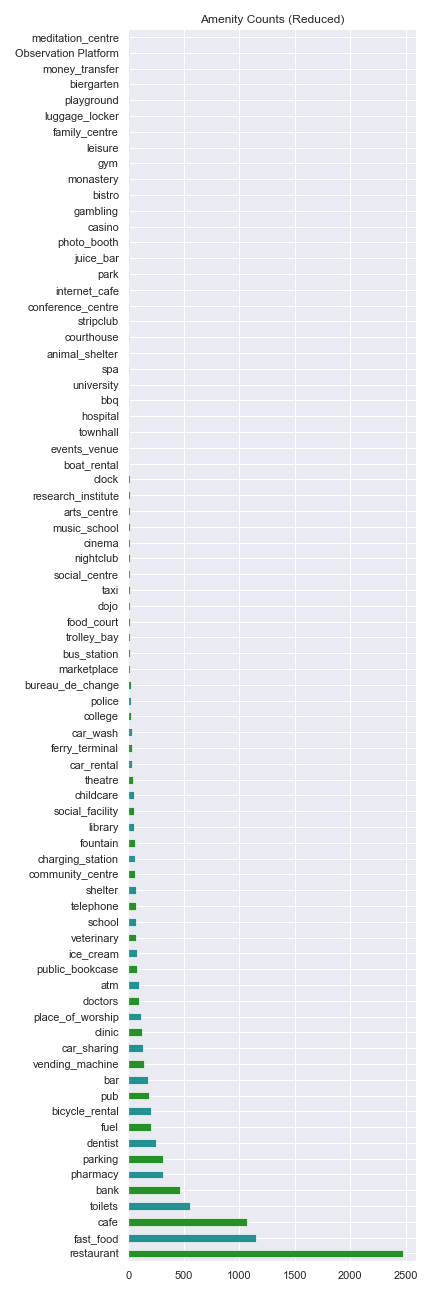 Amenity Counts (Reduced)
meditation_centre
Observation Platform
money_transfer
biergarten
playground
luggage_locker
family_centre
leisure
gym
monastery
bistro
gambling
casino
photo_booth
juice_bar
park
internet_cafe
conference_centre
stripclub
courthouse
animal_shelter
spa
university
bbq
hospital
townhall
events_venue
boat_rental
clock
research_institute
arts_centre
music_school
cinema
nightclub
social_centre
taxi
dojo
food_court
trolley_bay
bus_station
marketplace
bureau_de_change
police
college
car_wash
ferry_terminal
car_rental
theatre
childcare
social_facility
library
fountain
charging_station
community_centre
shelter
telephone
school
veterinary
ice_cream
public_bookcase
atm
doctors
place_of_worship
clinic
car_sharing
vending_machine
bar
pub
bicycle_rental
fuel
dentist
parking
pharmacy
bank
toilets
cafe
fast_food
restaurant
0 500 1000 1500 2000 2500